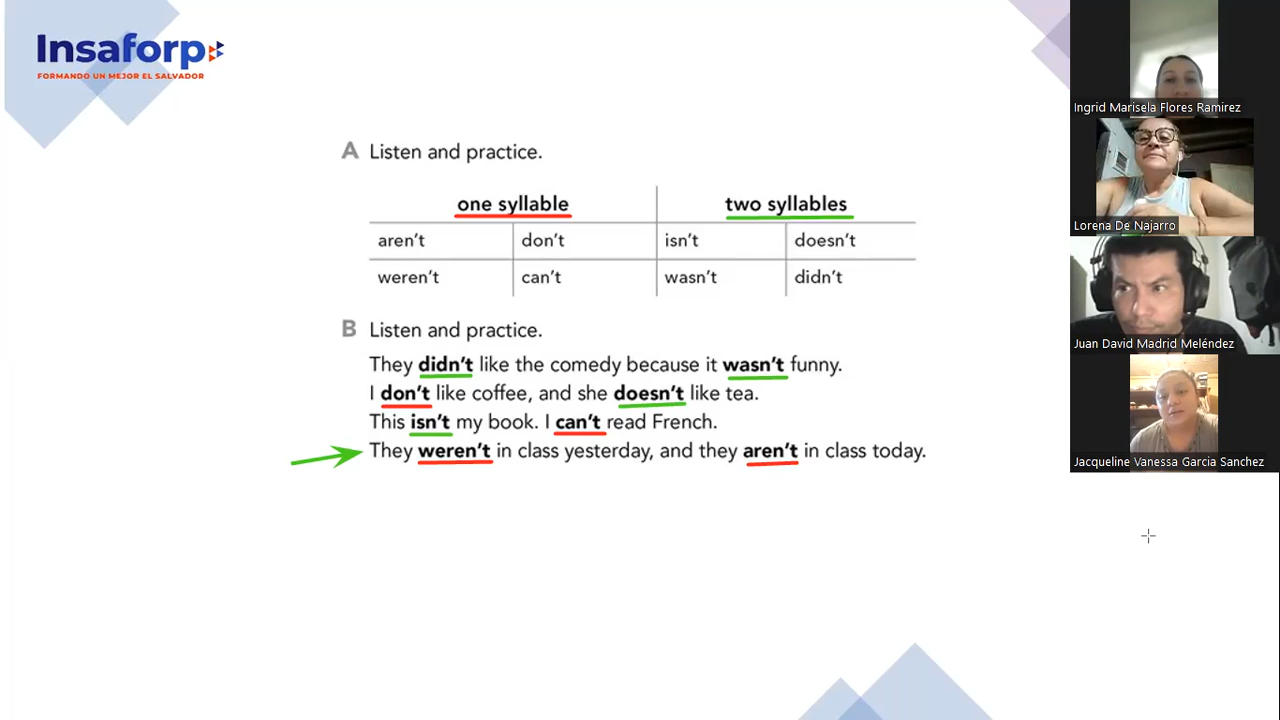 Insaforp
FORMANDO UN MEJOR EL SALVADOR
A Listen and practice.
one syllable two syllables
aren't don't isn't doesn't
weren't can't wasn't didn't
B Listen and practice.
They didn't like the comedy because it wasn't funny.
I don't like coffee, and she doesn't like tea.
This isn't my book. I can't read French.
They weren't in class yesterday, and they aren't in class today.
Ingrid Marisela Flores Ramirez
Lorena De Najarro
Juan David Madrid Meléndez
Jacqueline Vanessa Garcia Sanchez